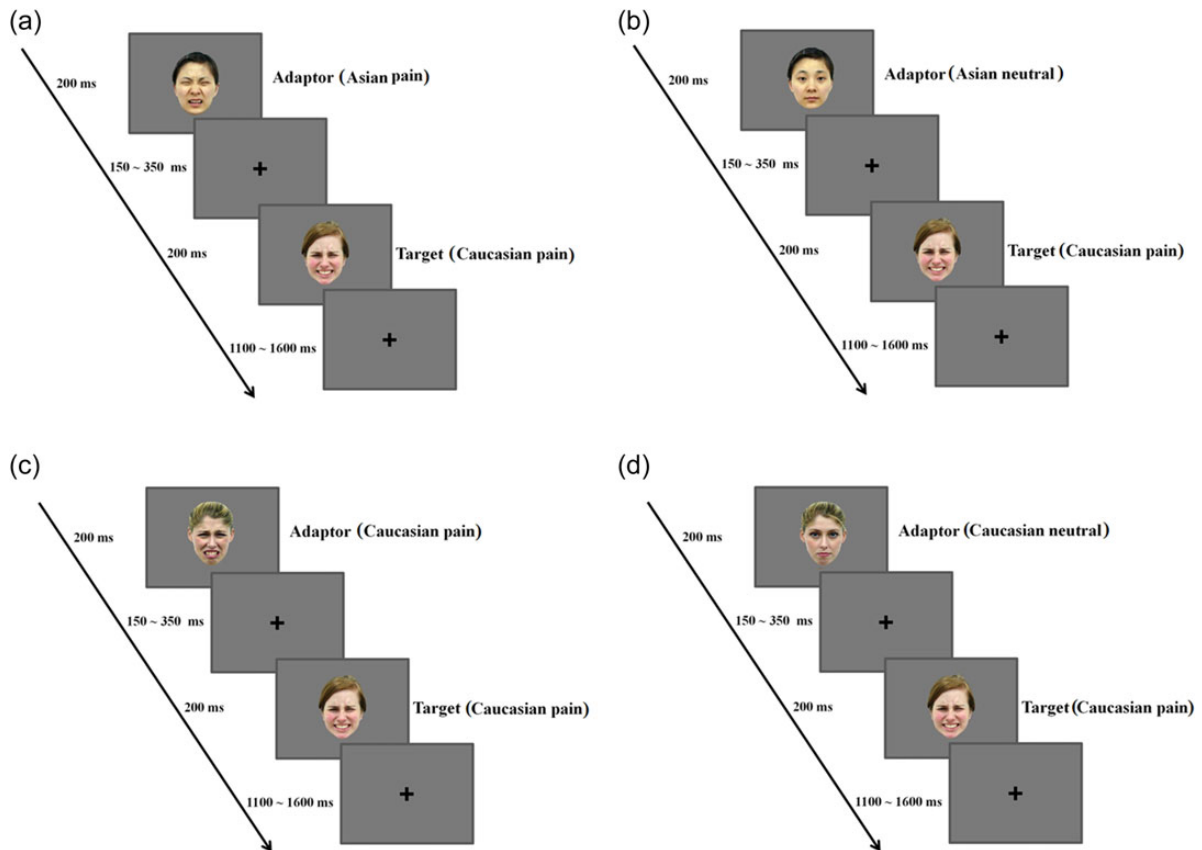 (a)
200 ms
Adaptor (Asian pain)
150 ~ 350 ms
200 ms
Target (Caucasian pain)
1100 ~ 1600 ms
(b)
200 ms
Adaptor (Asian neutral)
150 ~ 350 ms
200 ms
Target (Caucasian pain)
1100 ~ 1600 ms
(c)
200 ms
Adaptor (Caucasian pain)
150 ~ 350 ms
200 ms
Target (Caucasian pain)
1100 ~ 1600 ms
(d)
200 ms
Adaptor (Caucasian neutral)
150 ~ 350 ms
200 ms
Target (Caucasian pain)
1100 ~ 1600 ms